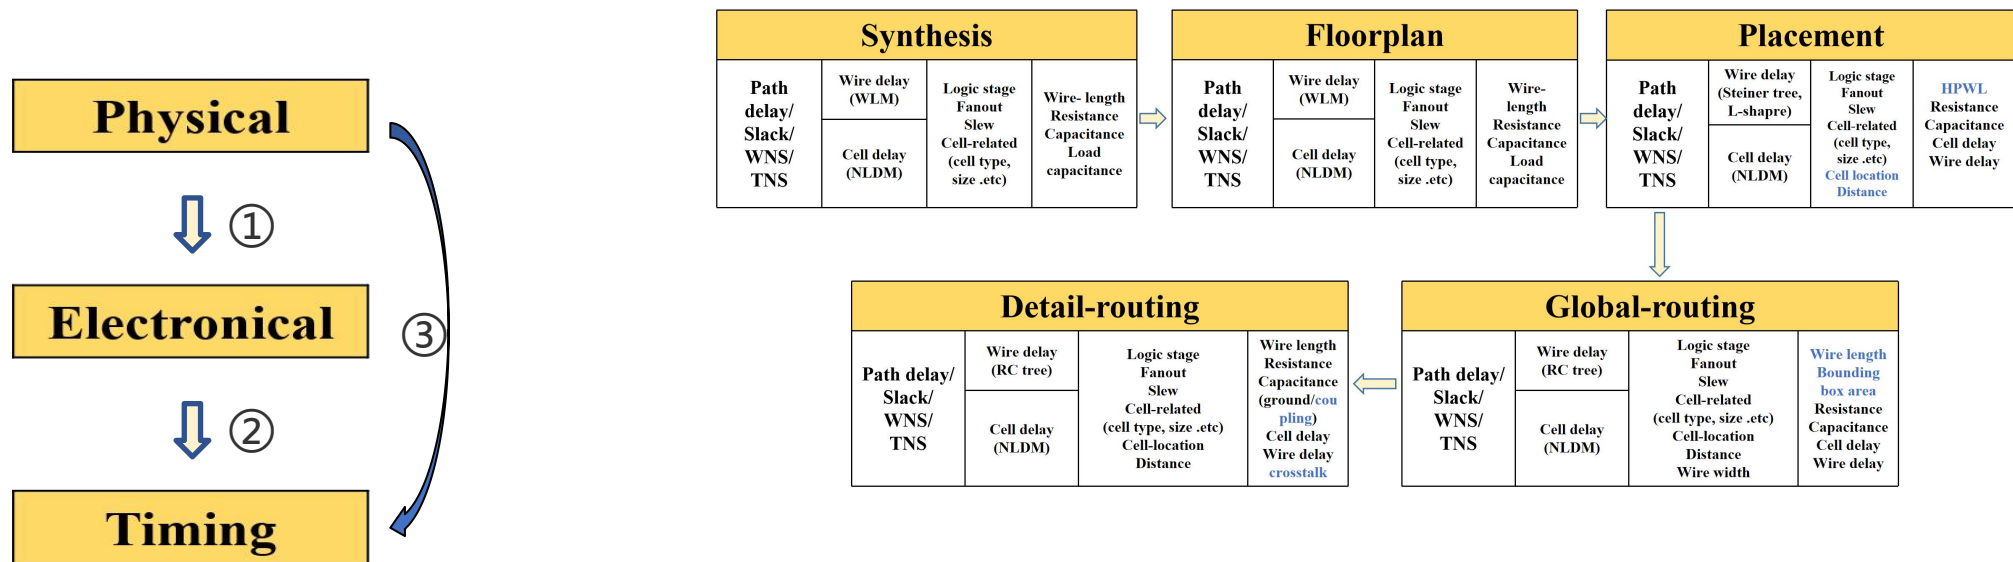 Physical
①
Electronical
②
③
Timing
Synthesis
Path
delay/
Slack/
WNS/
TNS
Wire delay
(WLM)
Cell delay
(NLDM)
Logic stage
Fanout
Slew
Cell-related
(cell type,
size .etc)
Wire- length
Resistance
Capacitance
Load
capacitance
Floorplan
Path
delay/
Slack/
WNS/
TNS
Wire delay
(WLM)
Cell delay
(NLDM)
Logic stage
Fanout
Slew
Cell-related
(cell type,
size .etc)
Wire-
length
Resistance
Capacitance
Load
capacitance
Placement
Path
delay/
Slack/
WNS/
TNS
Wire delay
(Steiner tree,
L-shapre)
Cell delay
(NLDM)
Logic stage
Fanout
Slew
Cell-related
(cell type,
size .etc)
Cell location
Distance
HPWL
Resistance
Capacitance
Cell delay
Wire delay
Detail-routing
Path delay/
Slack/
WNS/
TNS
Wire delay
(RC tree)
Cell delay
(NLDM)
Logic stage
Fanout
Slew
Cell-related
(cell type, size .etc)
Cell-location
Distance
Wire length
Resistance
Capacitance
(ground/cou
pling)
Cell delay
Wire delay
crosstalk
Global-routing
Path delay/
Slack/
WNS/
TNS
Wire delay
(RC tree)
Cell delay
(NLDM)
Logic stage
Fanout
Slew
Cell-related
(cell type, size .etc)
Cell-location
Distance
Wire width
Wire length
Bounding
box area
Resistance
Capacitance
Cell delay
Wire delay